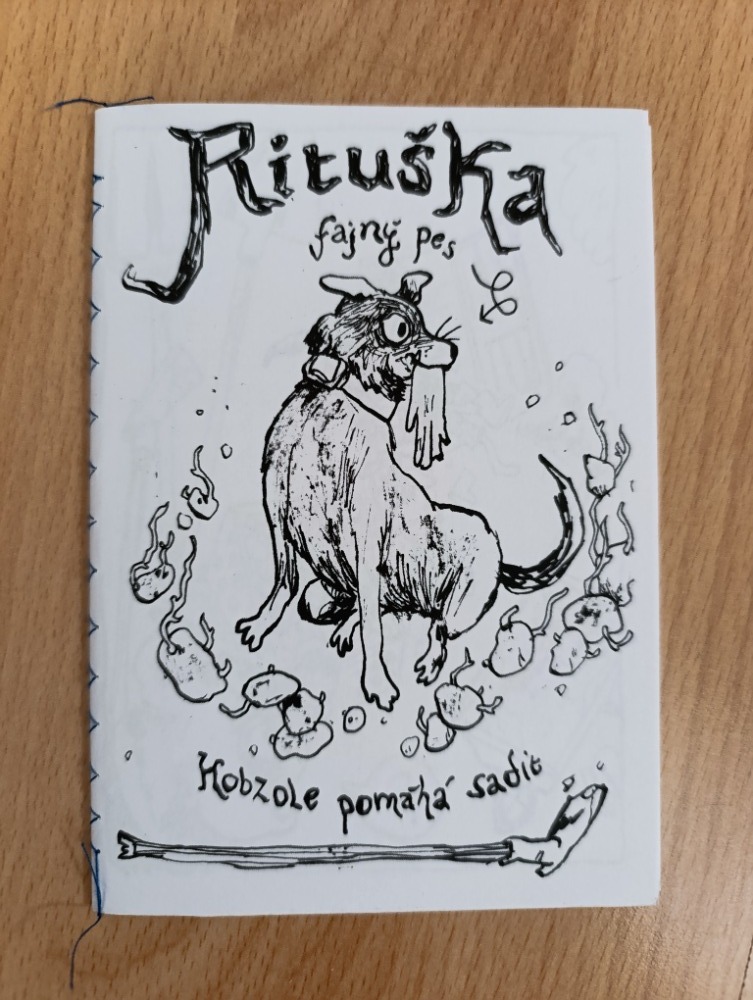 Rituška
fajný pes
Kobzole pomáhá sadit